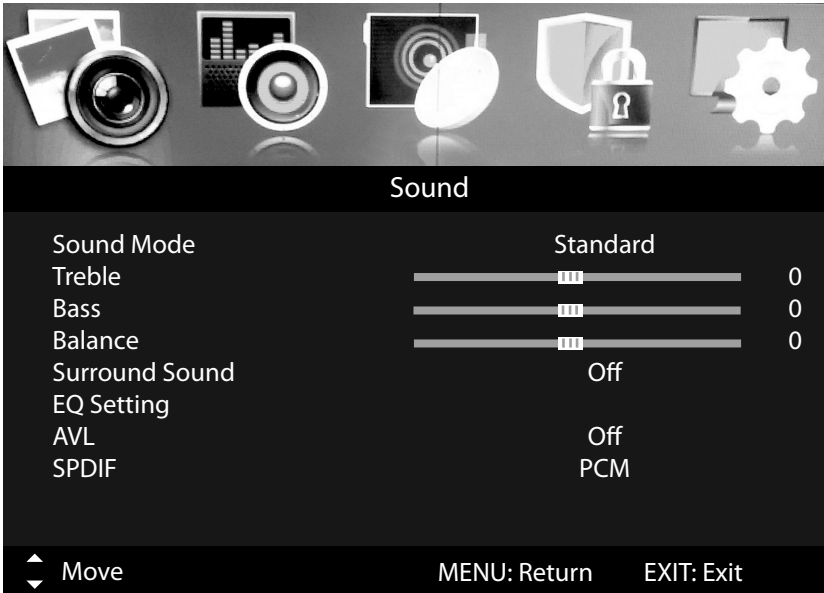 Sound
Sound Mode Standard
Treble 0
Bass 0
Balance 0
Surround Sound Off
EQ Setting
AVL Off
SPDIF PCM
Move MENU: Return EXIT: Exit